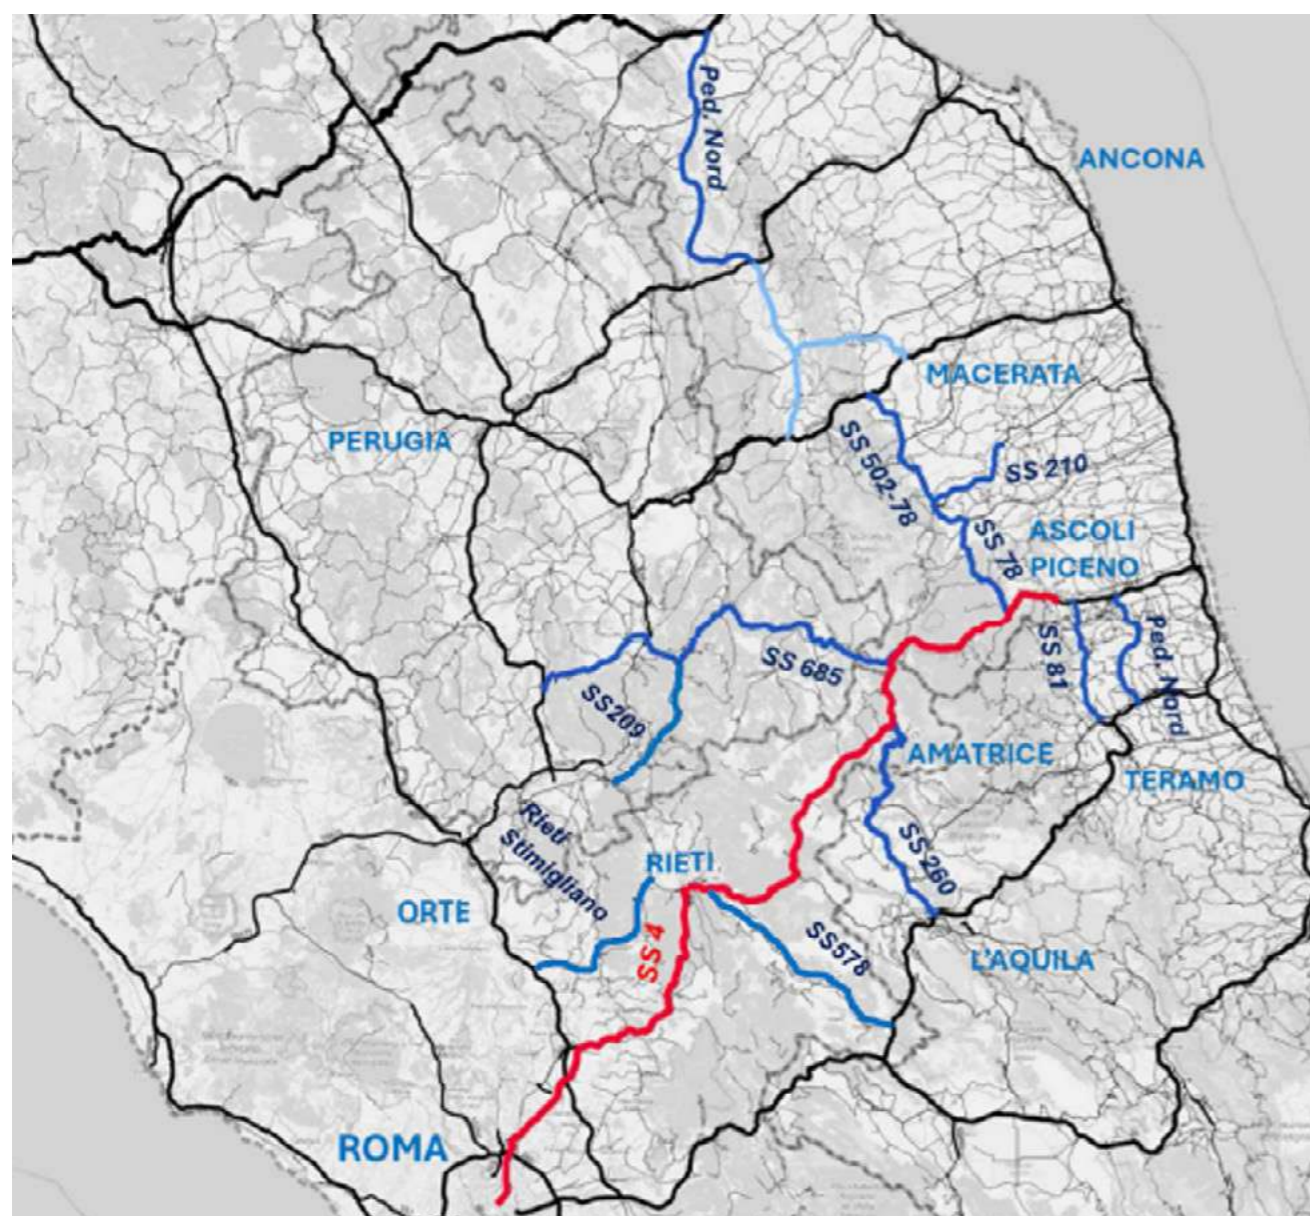 Ped. Nord
ANCONA
MACERATA
PERUGIA
SS 502-78
SS 210
SS 78
ASCOLI
PICENO
SS 81
Ped. Nord
SS 685
SS209
AMATRICE
TERAMO
Rieti
Stimigliano
RIETI
SS 260
ORTE
SS 4
SS578
L'AQUILA
ROMA